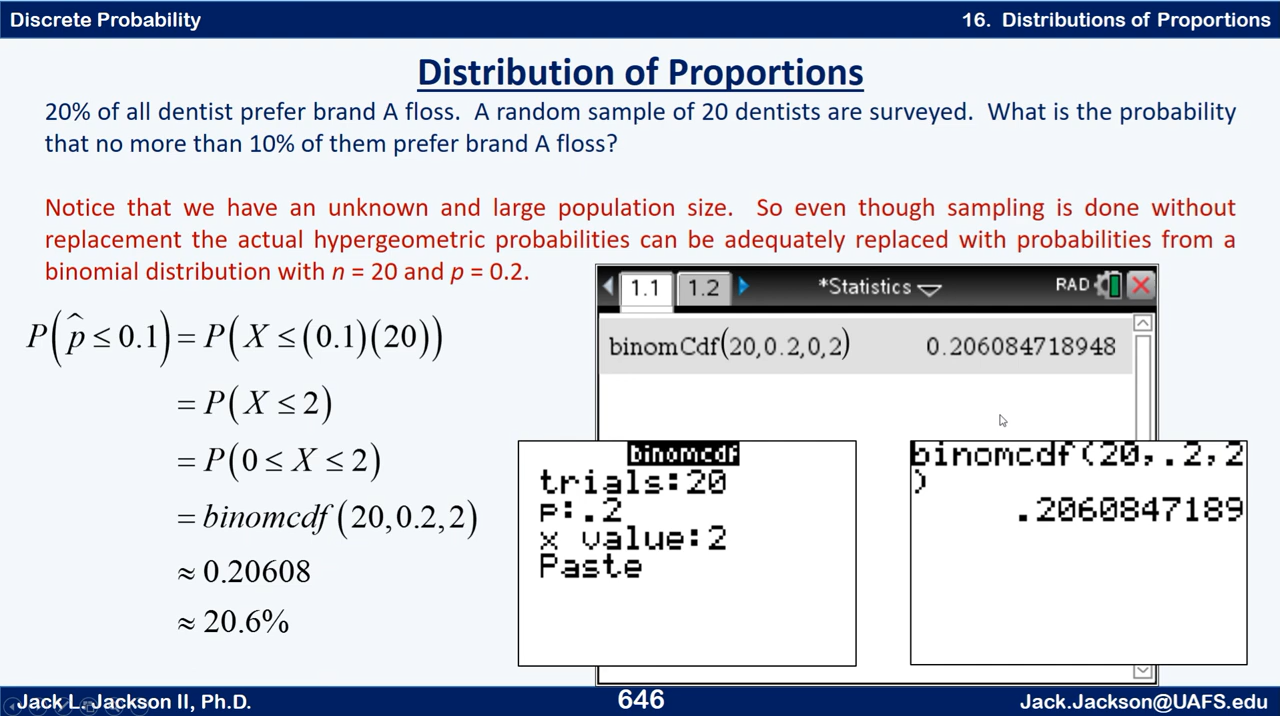 Discrete Probability
16. Distributions of Proportions
Distribution of Proportions
20% of all dentist prefer brand A floss. A random sample of 20 dentists are surveyed. What is the probability
that no more than 10% of them prefer brand A floss?
Notice that we have an unknown and large population size. So even though sampling is done without
replacement the actual hypergeometric probabilities can be adequately replaced with probabilities from a
binomial distribution with n = 20 and p = 0.2.
P(p̂ ≤ 0.1) = P(X ≤ (0.1)(20))
= P(X ≤ 2)
= P(0 ≤ X ≤ 2)
= binomcdf(20,0.2,2)
≈ 0.20608
≈ 20.6%
1.1
1.2
*Statistics
RAD
binomCdf(20,0.2,0,2)
0.206084718948
binomcdf
trials:20
p:.2
x value:2
Paste
binomcdf(20,.2,2
)
.2060847189
Jack L. Jackson II, Ph.D.
646
Jack.Jackson@UAFS.edu